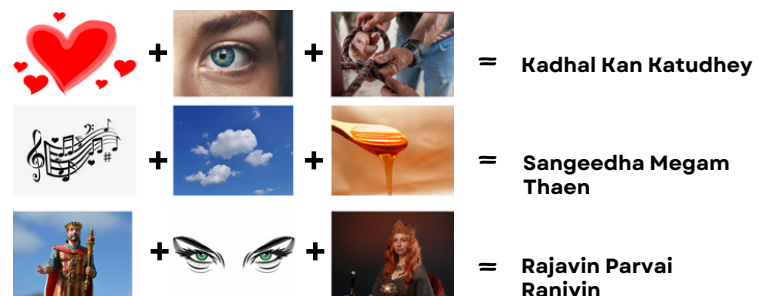 + + = Kadhal Kan Katudhey
+ + = Sangeedha Megam
Thaen
+ + = Rajavin Parvai
Ranivin